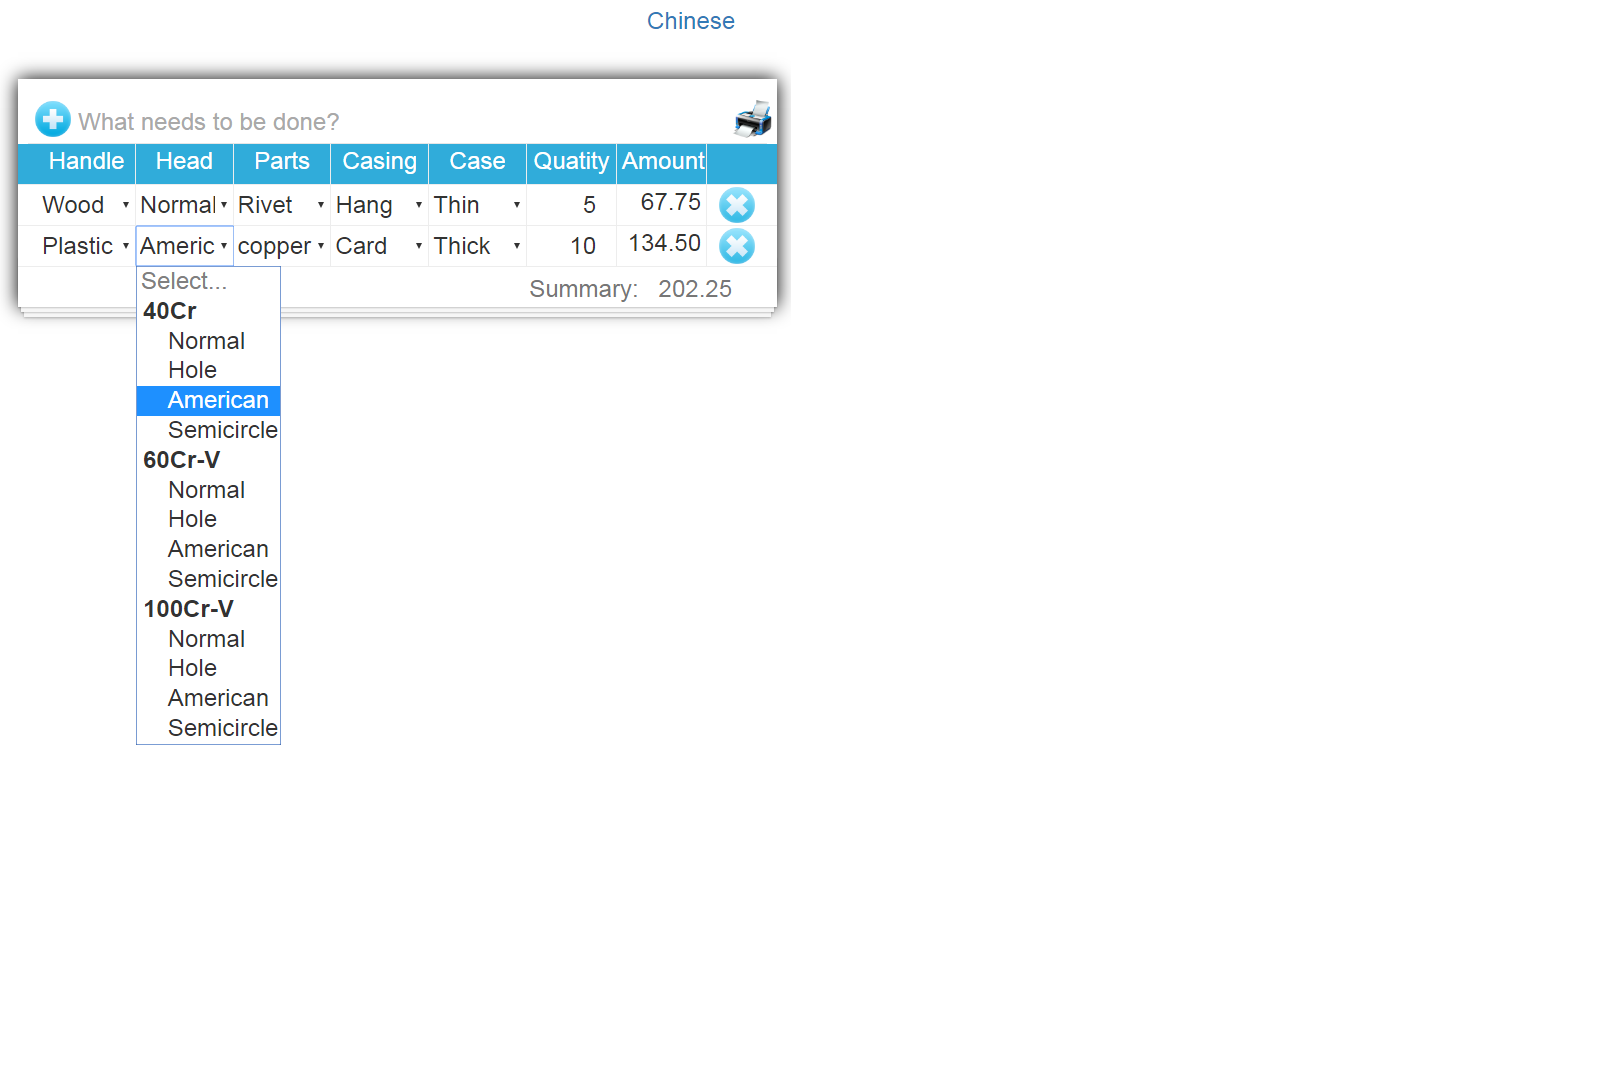 Chinese
What needs to be done?
Handle Head Parts Casing Case Quatity Amount
Wood Normal Rivet Hang Thin 5 67.75
Plastic Americ copper Card Thick 10 134.50
Summary: 202.25
Select...
40Cr
Normal
Hole
American
Semicircle
60Cr-V
Normal
Hole
American
Semicircle
100Cr-V
Normal
Hole
American
Semicircle